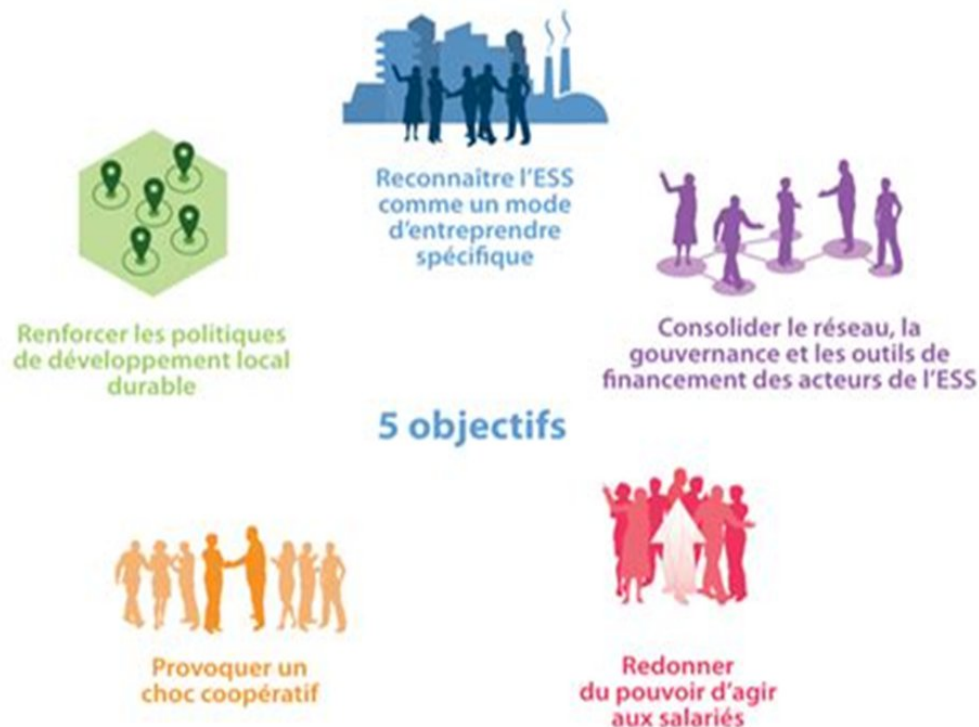 Reconnaître l'ESS
comme un mode
d'entreprendre
spécifique
Renforcer les politiques
de développement local
durable
Consolider le réseau, la
gouvernance et les outils de
financement des acteurs de l'ESS
5 objectifs
Provoquer un
choc coopératif
Redonner
du pouvoir d'agir
aux salariés